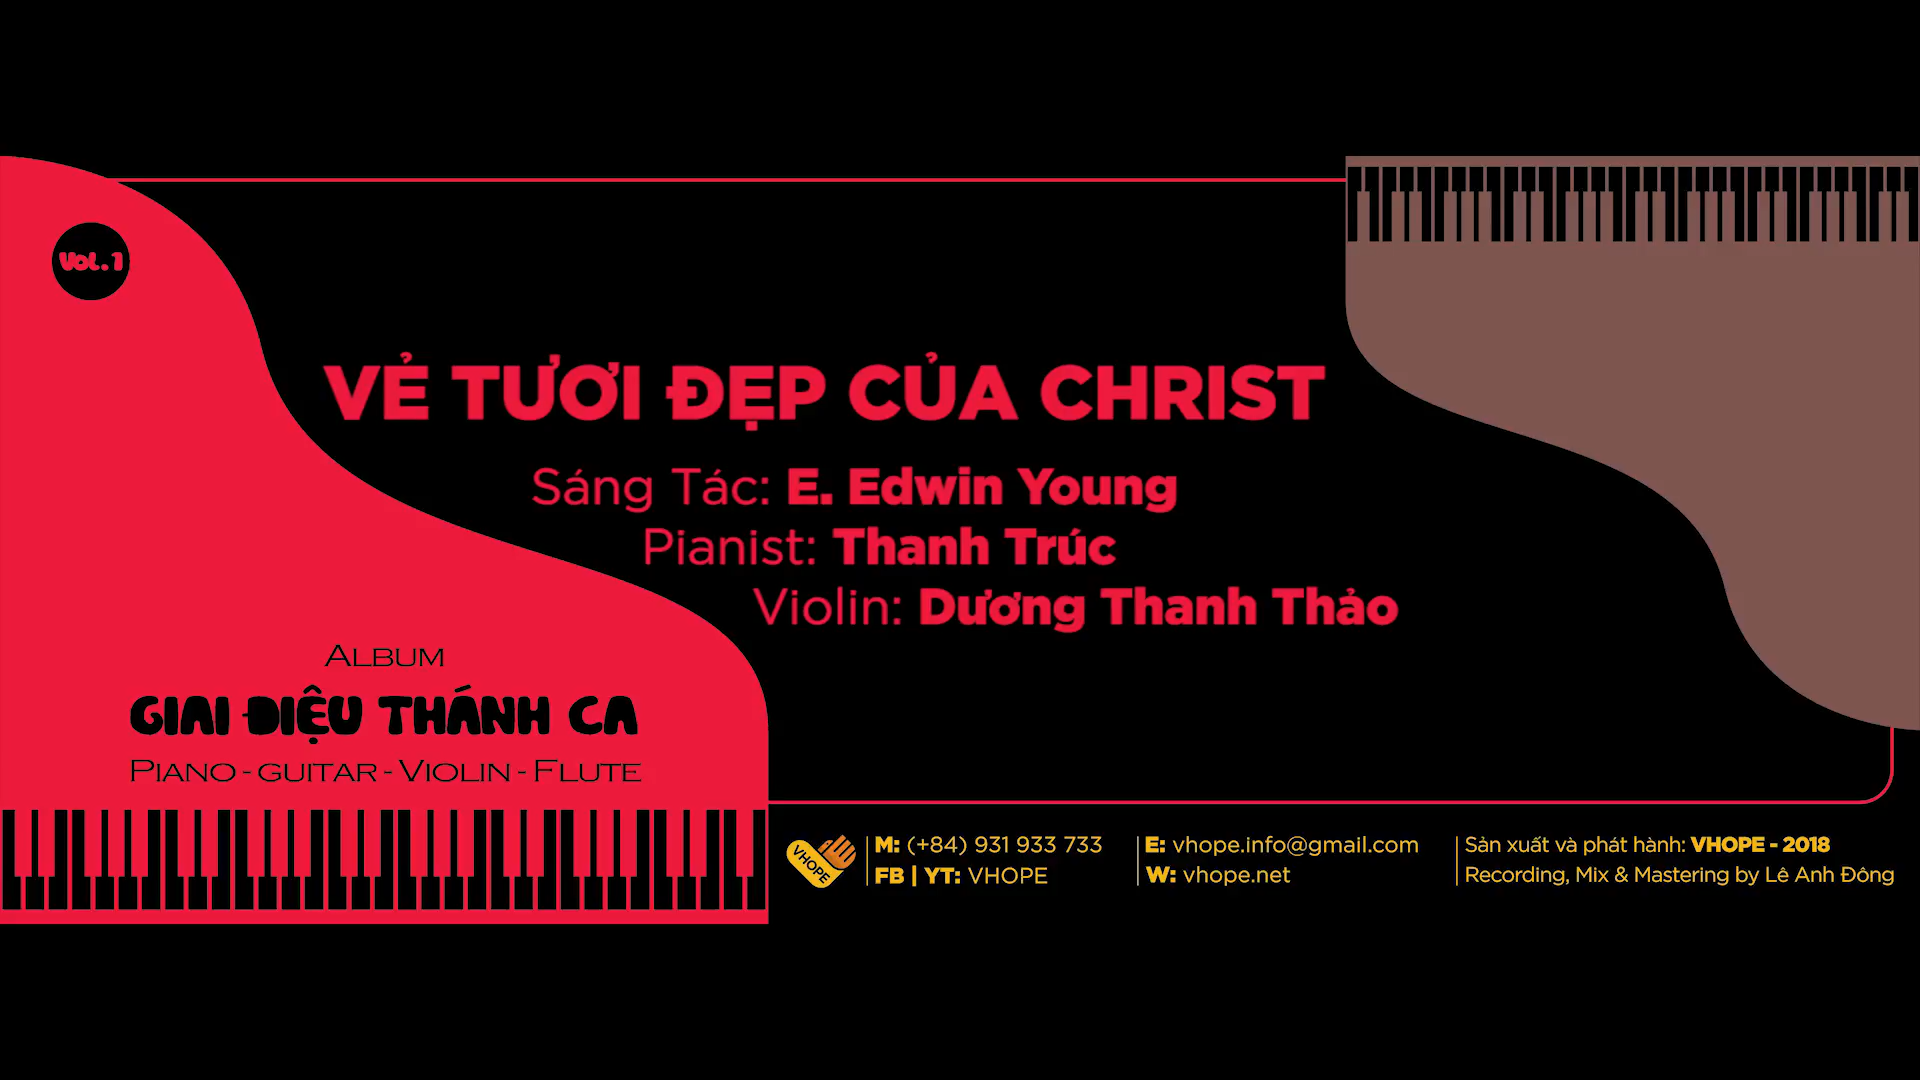 Vol.1
VẺ TƯƠI ĐẸP CỦA CHRIST
Sáng Tác: E. Edwin Young
Pianist: Thanh Trúc
Violin: Dương Thanh Thảo
ALBUM
GIAI ĐIỆU THÁNH CA
PIANO - GUITAR - VIOLIN - FLUTE
VHOPE
M: (+84) 931 933 733
FB | YT: VHOPE
E: vhope.info@gmail.com
W: vhope.net
Sản xuất và phát hành: VHOPE - 2018
Recording, Mix & Mastering by Lê Anh Đông